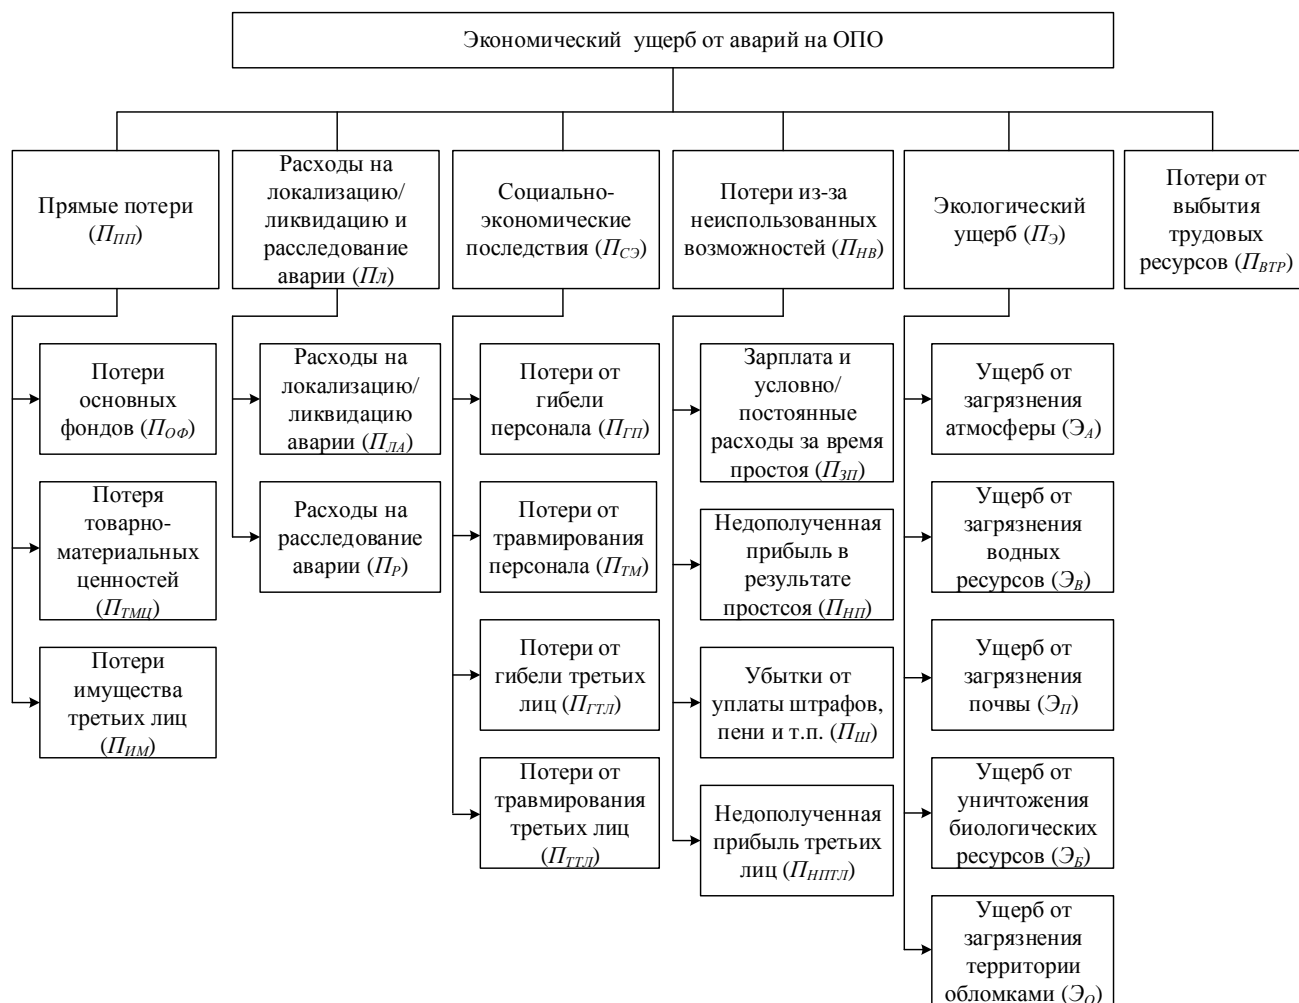 Экономический ущерб от аварий на ОПО
Прямые потери
(П_ПП)
Расходы на
локализацию/
ликвидацию и
расследование
аварии (Пл)
Социально-
экономические
последствия (П_СЭ)
Потери из-за
неиспользованных
возможностей (П_НВ)
Экологический
ущерб (П_Э)
Потери от
выбытия
трудовых
ресурсов (П_ВТР)
Потери
основных
фондов (П_ОФ)
Потеря
товарно-
материальных
ценностей
(П_ТМЦ)
Потери
имущества
третьих лиц
(П_ИМ)
Расходы на
локализацию/
ликвидацию
аварии (П_ЛА)
Расходы на
расследование
аварии (П_Р)
Потери от
гибели
персонала (П_ГП)
Потери от
травмирования
персонала (П_ТМ)
Потери от
гибели третьих
лиц (П_ГТЛ)
Потери от
травмирования
третьих лиц
(П_ТТЛ)
Зарплата и
условно/
постоянные
расходы за время
простоя (П_ЗП)
Недополученная
прибыль в
результате
простсоя (П_НП)
Убытки от
уплаты штрафов,
пени и т.п. (П_Ш)
Недополученная
прибыль третьих
лиц (П_НПТЛ)
Ущерб от
загрязнения
атмосферы (Э_А)
Ущерб от
загрязнения
водных
ресурсов (Э_В)
Ущерб от
загрязнения
почвы (Э_П)
Ущерб от
уничтожения
биологических
ресурсов (Э_Б)
Ущерб от
загрязнения
территории
обломками (Э_О)